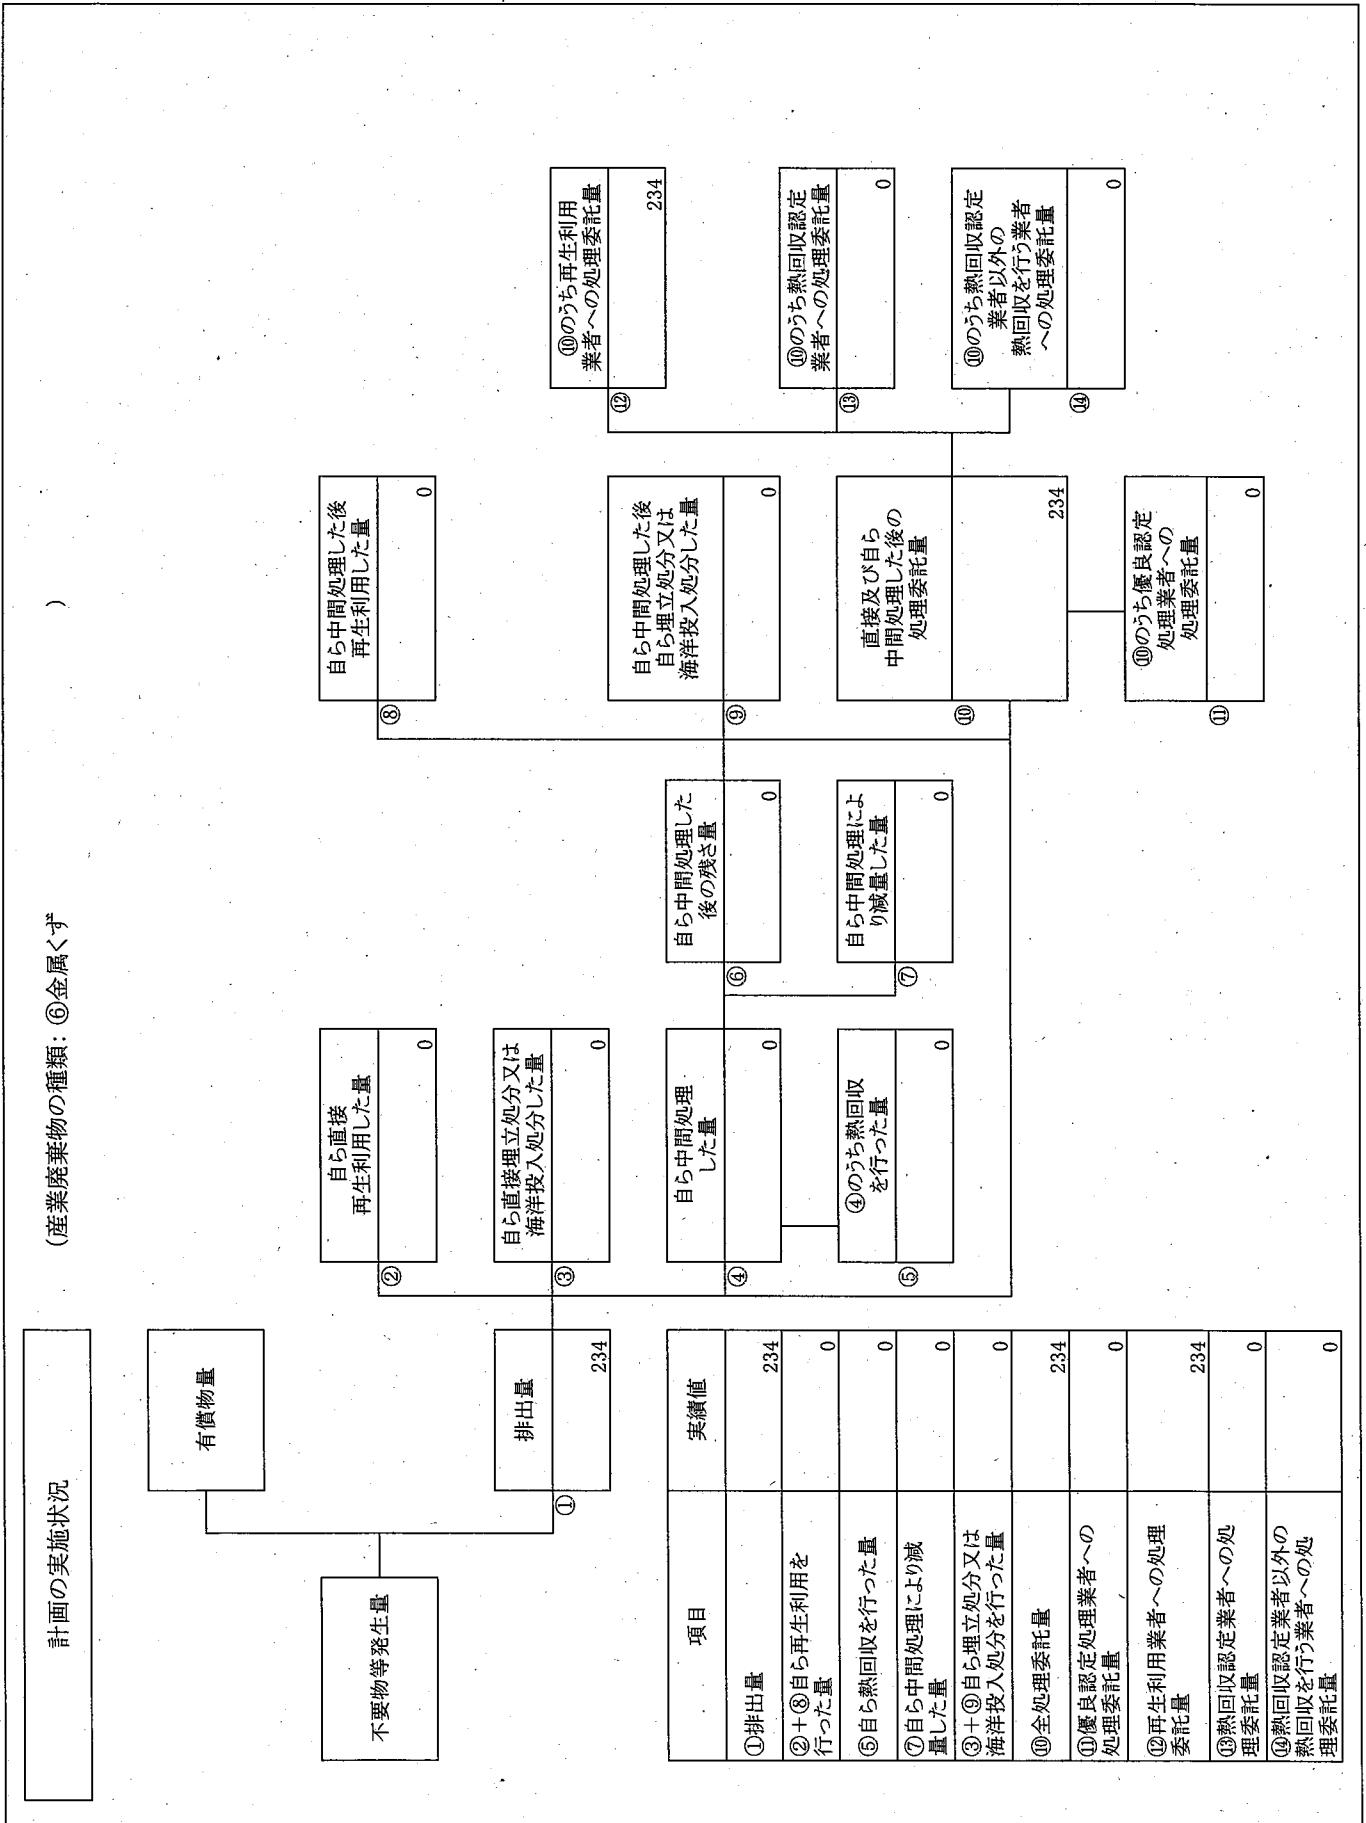 計画の実施状況
(産業廃棄物の種類:⑥金属くず )
不要物等発生量
有償物量
排出量
①
234
②
自ら直接
再生利用した量
0
③
自ら直接埋立処分又は
海洋投入処分した量
0
④
自ら中間処理
した量
0
⑤
④のうち熱回収
を行った量
0
⑥
自ら中間処理した
後の残さ量
0
⑦
自ら中間処理によ
り減量した量
0
⑧
自ら中間処理した後
再生利用した量
0
⑨
自ら中間処理した後
自ら埋立処分又は
海洋投入処分した量
0
⑩
直接及び自ら
中間処理した後の
処理委託量
234
⑪
⑩のうち優良認定
処理業者への
処理委託量
0
⑫
⑩のうち再生利用
業者への処理委託量
234
⑬
⑩のうち熱回収認定
業者への処理委託量
0
⑭
⑩のうち熱回収認定
業者以外の
熱回収を行う業者
への処理委託量
0
項目 実績値
①排出量 234
②+⑧自ら再生利用を
行った量 0
⑤自ら熱回収を行った量 0
⑦自ら中間処理により減
量した量 0
③+⑨自ら埋立処分又は
海洋投入処分を行った量 0
⑩全処理委託量 234
⑪優良認定処理業者への
処理委託量 0
⑫再生利用業者への処理
委託量 234
⑬熱回収認定業者への処
理委託量 0
⑭熱回収認定業者以外の
熱回収を行う業者への処
理委託量 0